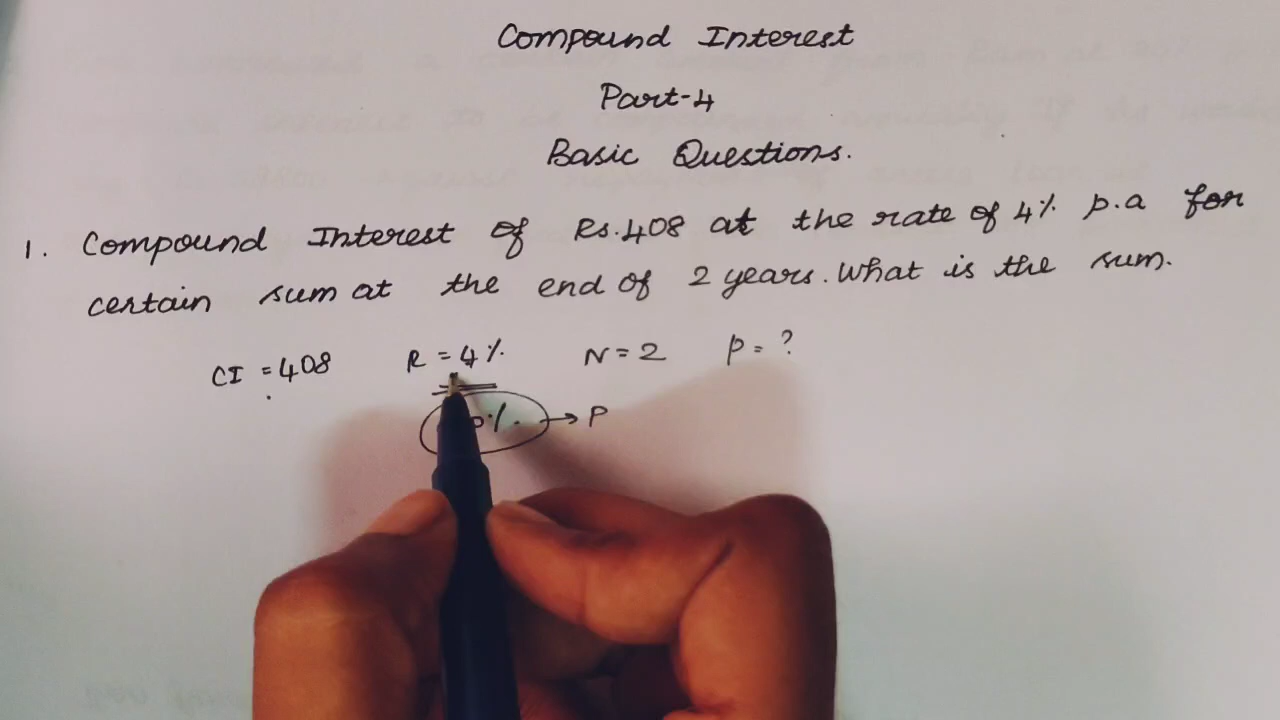 Compound Interest
Part-4
Basic Questions.
1. Compound Interest of Rs.408 at the rate of 4% p.a for
certain sum at the end of 2 years. What is the sum.
CI = 408 R = 4% N = 2 P = ?
% → P